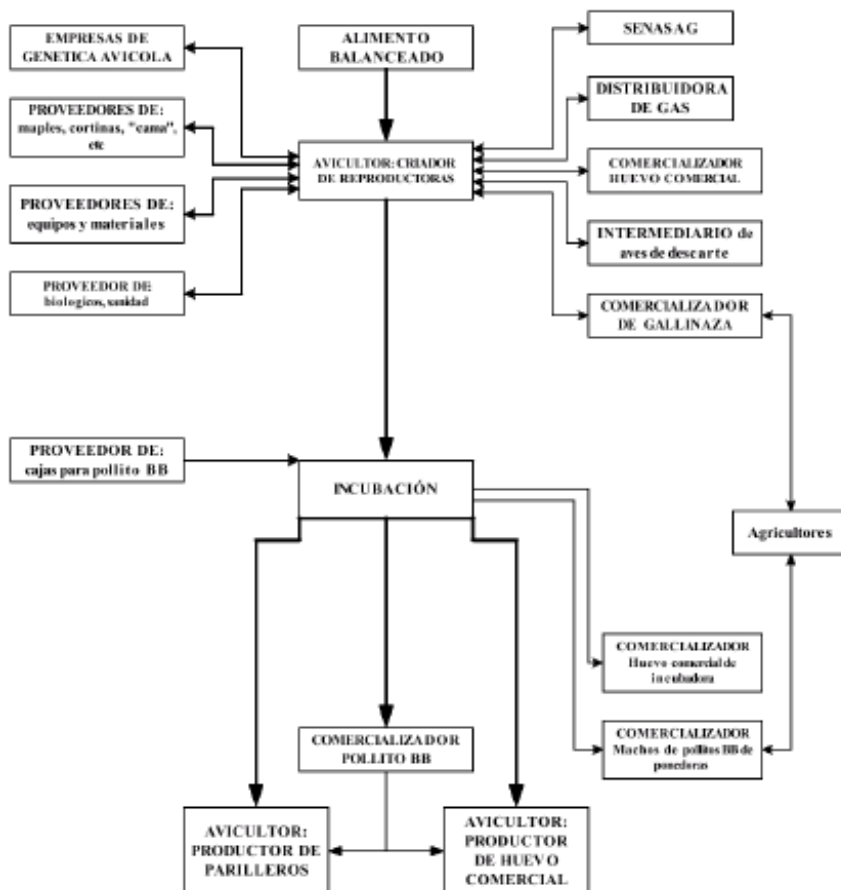 EMPRESAS DE
GENETICA AVICOLA
ALIMENTO
BALANCEADO
SENASAG
DISTRIBUIDORA
DE GAS
PROVEEDORES DE:
maples, cortinas, "cama",
etc
AVICULTOR: CRIADOR
DE REPRODUCTORAS
COMERCIALIZADOR
HUEVO COMERCIAL
PROVEEDORES DE:
equipos y materiales
INTERMEDIARIO de
aves de descarte
PROVEEDOR DE:
biologicos, sanidad
COMERCIALIZADOR
DE GALLINAZA
PROVEEDOR DE:
cajas para pollito BB
INCUBACIÓN
Agricultores
COMERCIALIZADOR
Huevo comercial de
incubadora
COMERCIALIZADOR
POLLITO BB
COMERCIALIZADOR
Machos de pollitos BB de
ponedoras
AVICULTOR:
PRODUCTOR DE
PARILLEROS
AVICULTOR:
PRODUCTOR
DE HUEVO
COMERCIAL